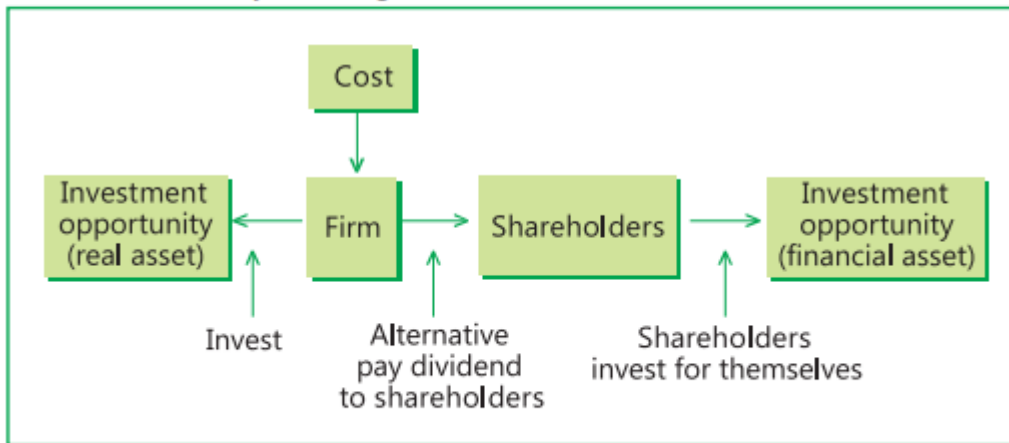 Cost
Investment
opportunity
(real asset)
Firm
Shareholders
Investment
opportunity
(financial asset)
Invest
Alternative
pay dividend
to shareholders
Shareholders
invest for themselves